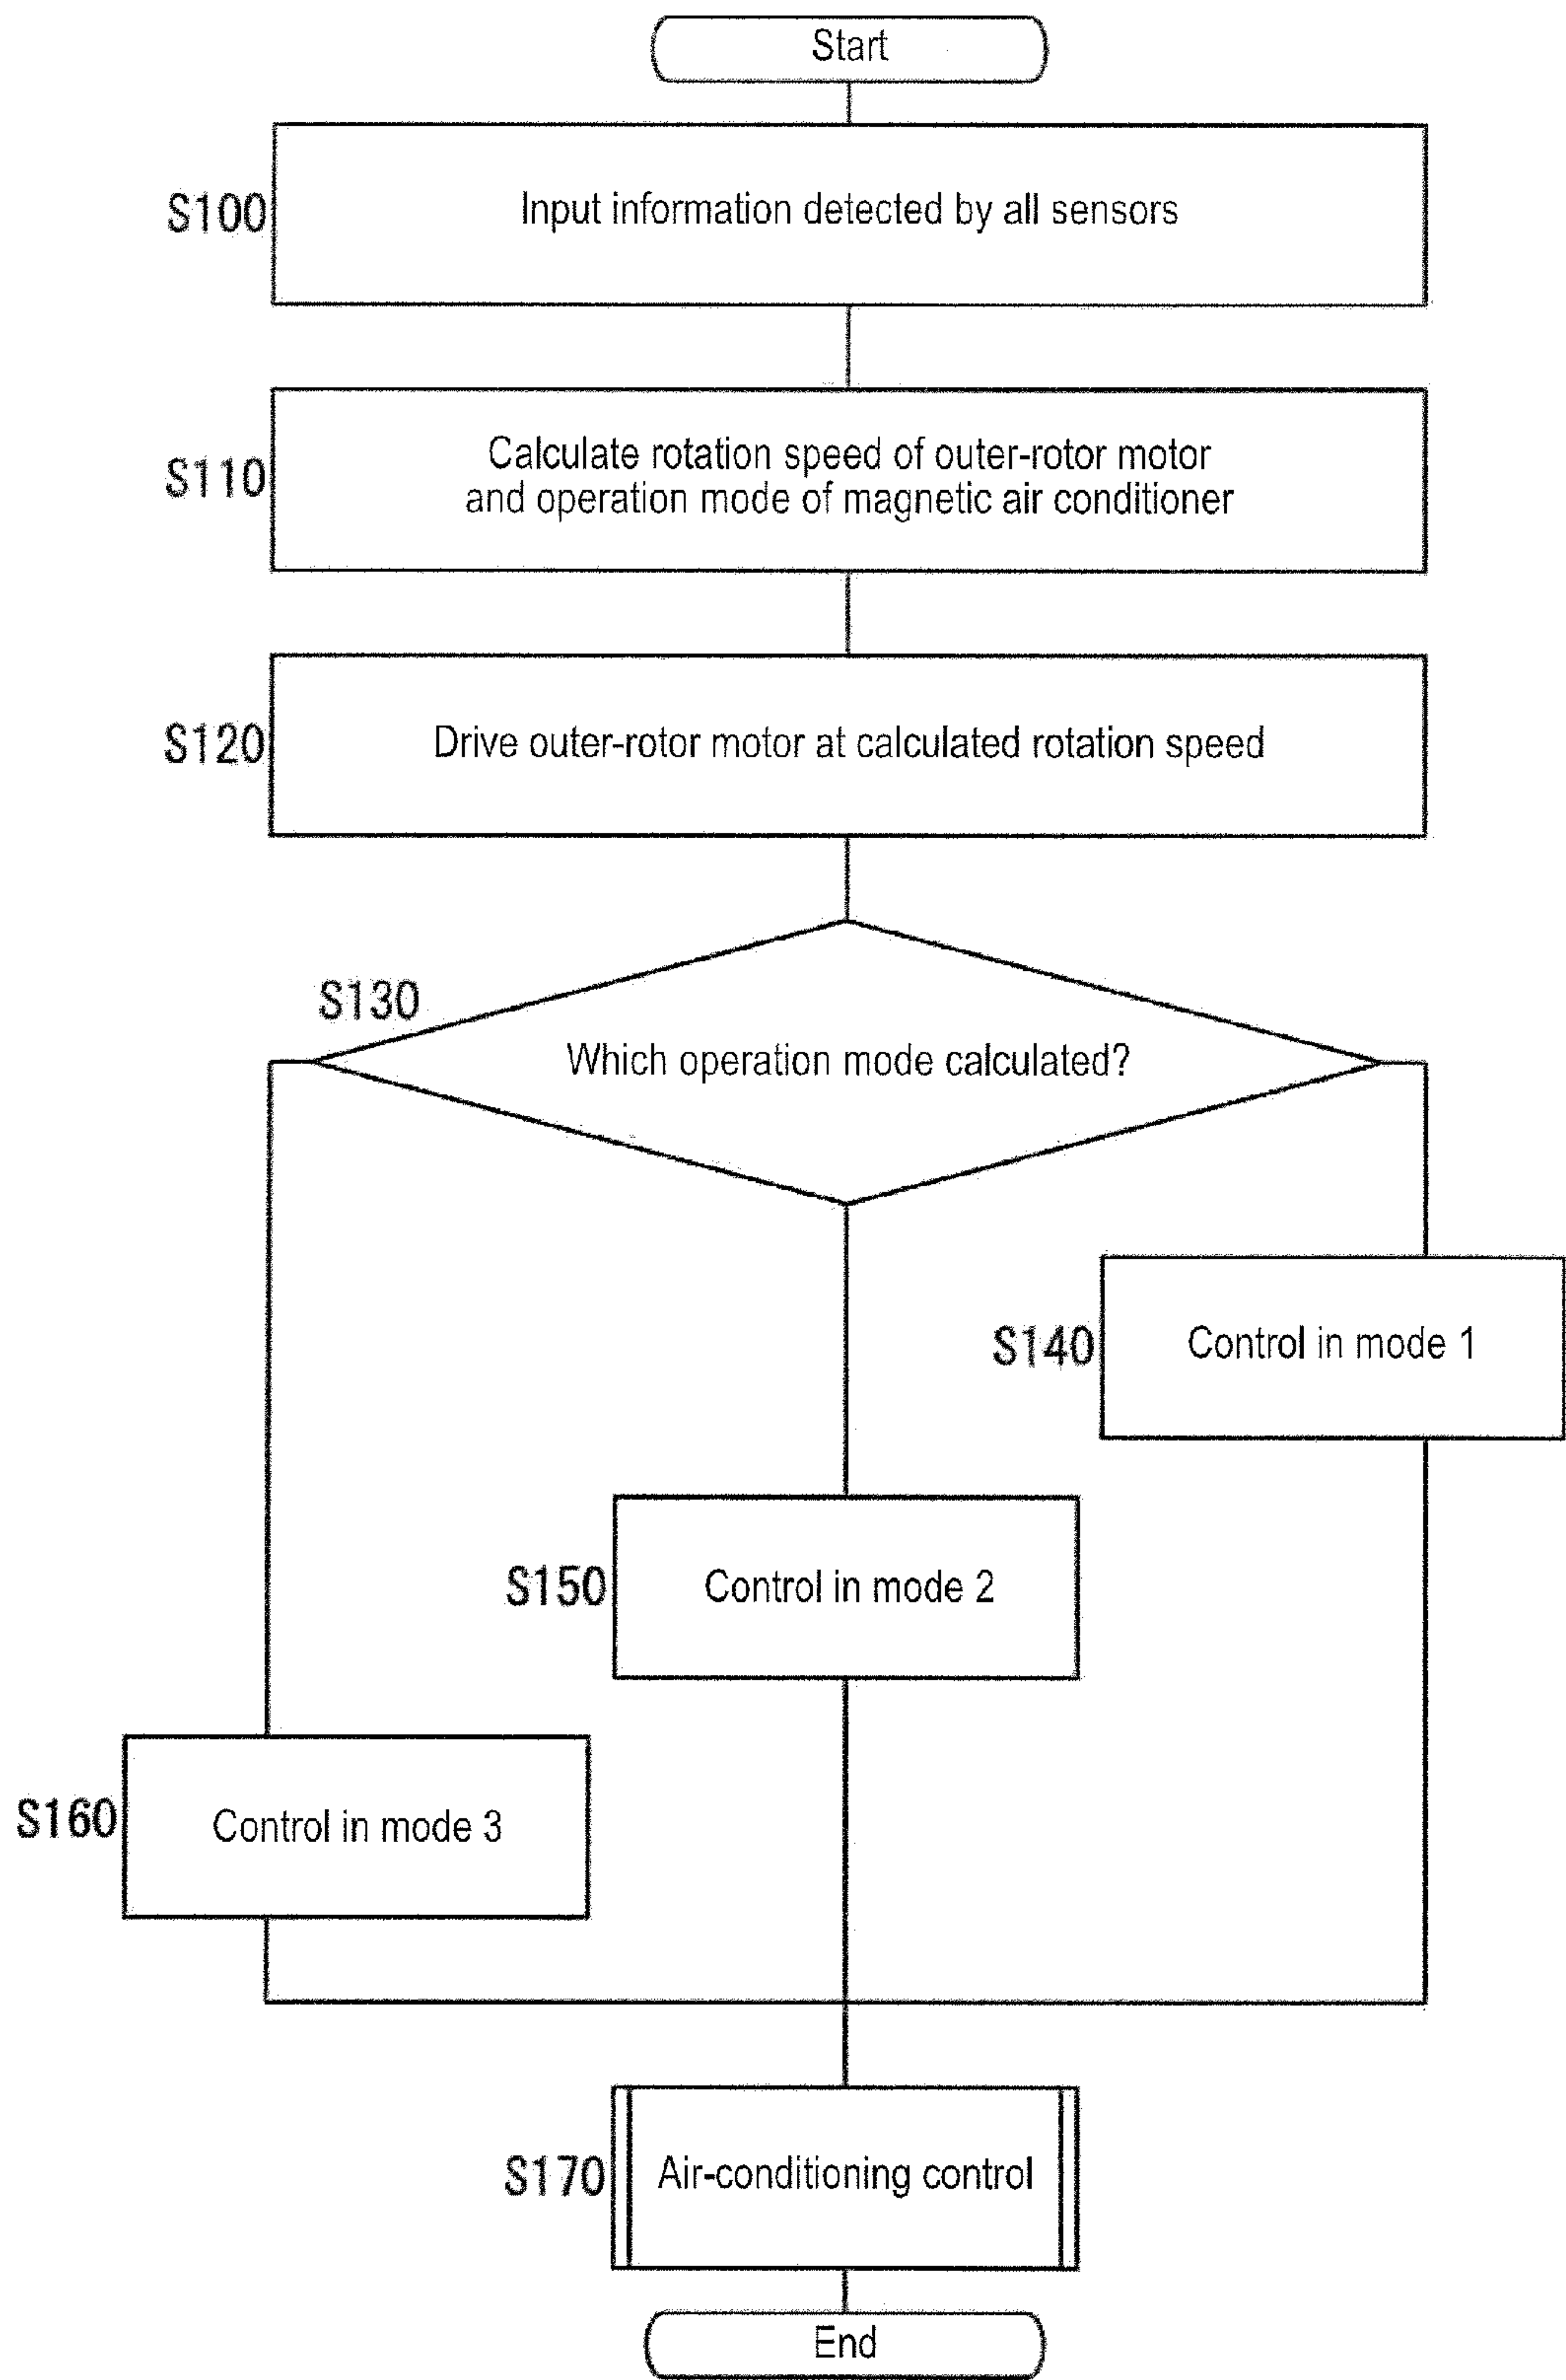 Start
S100
Input information detected by all sensors
S110
Calculate rotation speed of outer-rotor motor
and operation mode of magnetic air conditioner
S120
Drive outer-rotor motor at calculated rotation speed
S130
Which operation mode calculated?
S140
Control in mode 1
S150
Control in mode 2
S160
Control in mode 3
S170
Air-conditioning control
End